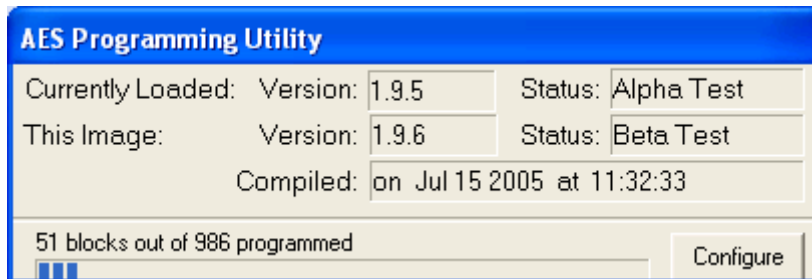 AES Programming Utility
Currently Loaded: Version: 1.9.5 Status: Alpha Test
This Image: Version: 1.9.6 Status: Beta Test
Compiled: on Jul 15 2005 at 11:32:33
51 blocks out of 986 programmed
Configure